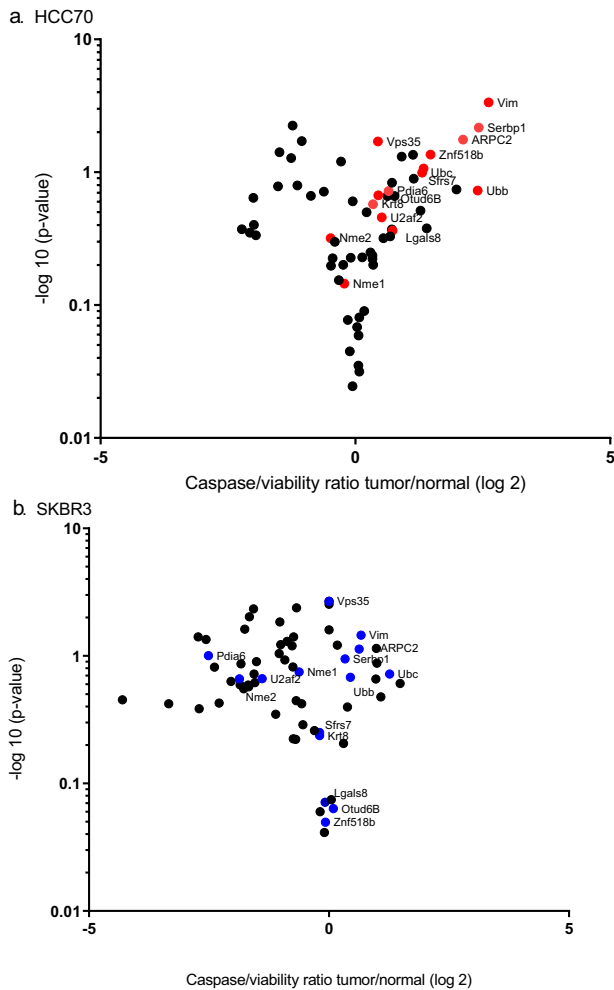 a. HCC70
10
1
0.1
0.01
-log 10 (p-value)
Vim
Serbp1
ARPC2
Vps35
Znf518b
Ubc
Sfrs7
Pdia6
Ubb
Otud6B
Krt8
U2af2
Lgals8
Nme2
Nme1
-5
0
5
Caspase/viability ratio tumor/normal (log 2)
b. SKBR3
10
1
0.1
0.01
-log 10 (p-value)
Vps35
Vim
ARPC2
Serbp1
Pdia6
Nme1
Ubc
U2af2
Ubb
Nme2
Sfrs7
Krt8
Lgals8
Otud6B
Znf518b
-5
0
5
Caspase/viability ratio tumor/normal (log 2)